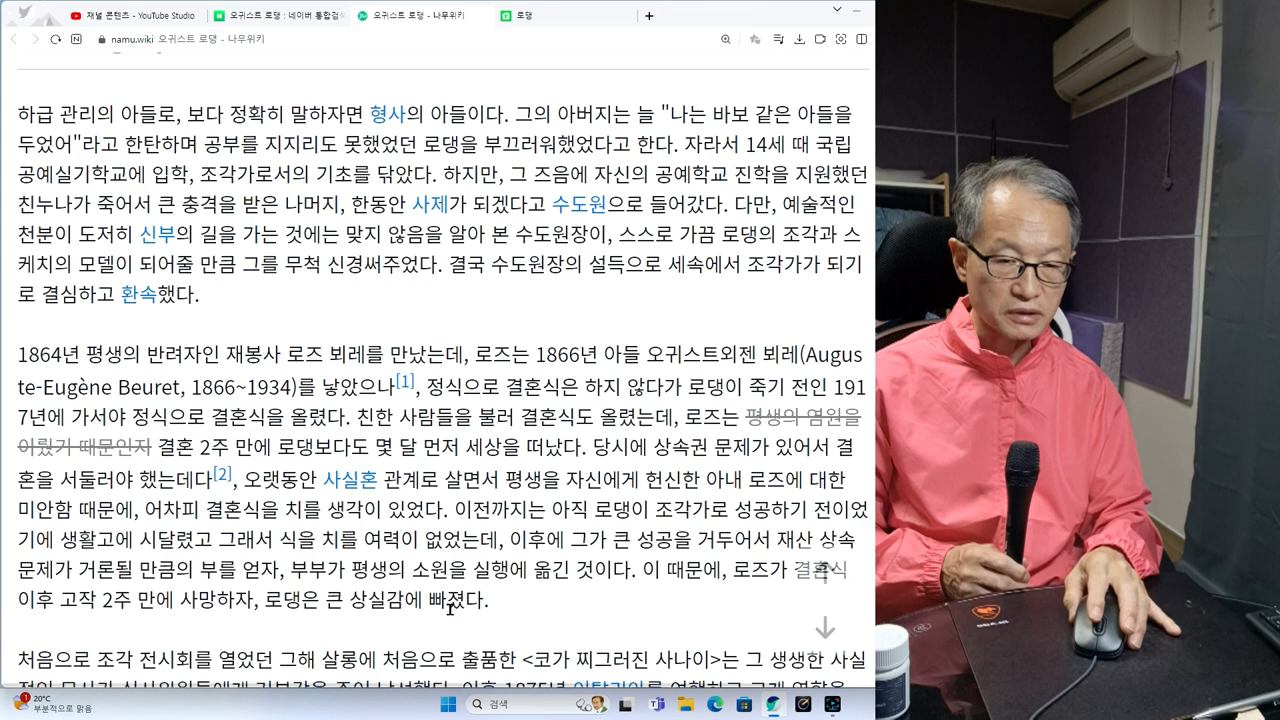 채널 콘텐츠 - YouTube Studio
오귀스트 로댕 : 네이버 통합검색
오귀스트 로댕 - 나무위키
로댕
namu.wiki 오귀스트 로댕 - 나무위키
하급 관리의 아들로, 보다 정확히 말하자면 형사의 아들이다. 그의 아버지는 늘 "나는 바보 같은 아들을
두었어"라고 한탄하며 공부를 지지리도 못했었던 로댕을 부끄러워했었다고 한다. 자라서 14세 때 국립
공예실기학교에 입학, 조각가로서의 기초를 닦았다. 하지만, 그 즈음에 자신의 공예학교 진학을 지원했던
친누나가 죽어서 큰 충격을 받은 나머지, 한동안 사제가 되겠다고 수도원으로 들어갔다. 다만, 예술적인
천분이 도저히 신부의 길을 가는 것에는 맞지 않음을 알아 본 수도원장이, 스스로 가끔 로댕의 조각과 스
케치의 모델이 되어줄 만큼 그를 무척 신경써주었다. 결국 수도원장의 설득으로 세속에서 조각가가 되기
로 결심하고 환속했다.
1864년 평생의 반려자인 재봉사 로즈 뵈레를 만났는데, 로즈는 1866년 아들 오귀스트외젠 뵈레(Augus
te-Eugène Beuret, 1866~1934)를 낳았으나[1], 정식으로 결혼식은 하지 않다가 로댕이 죽기 전인 191
7년에 가서야 정식으로 결혼식을 올렸다. 친한 사람들을 불러 결혼식도 올렸는데, 로즈는 평생의 염원을
이뤘기 때문인지 결혼 2주 만에 로댕보다도 몇 달 먼저 세상을 떠났다. 당시에 상속권 문제가 있어서 결
혼을 서둘러야 했는데다[2], 오랫동안 사실혼 관계로 살면서 평생을 자신에게 헌신한 아내 로즈에 대한
미안함 때문에, 어차피 결혼식을 치를 생각이 있었다. 이전까지는 아직 로댕이 조각가로 성공하기 전이었
기에 생활고에 시달렸고 그래서 식을 치를 여력이 없었는데, 이후에 그가 큰 성공을 거두어서 재산 상속
문제가 거론될 만큼의 부를 얻자, 부부가 평생의 소원을 실행에 옮긴 것이다. 이 때문에, 로즈가 결혼식
이후 고작 2주 만에 사망하자, 로댕은 큰 상실감에 빠졌다.
처음으로 조각 전시회를 열었던 그해 살롱에 처음으로 출품한 <코가 찌그러진 사나이>는 그 생생한 사실
20°C
부분적으로 맑음
검색